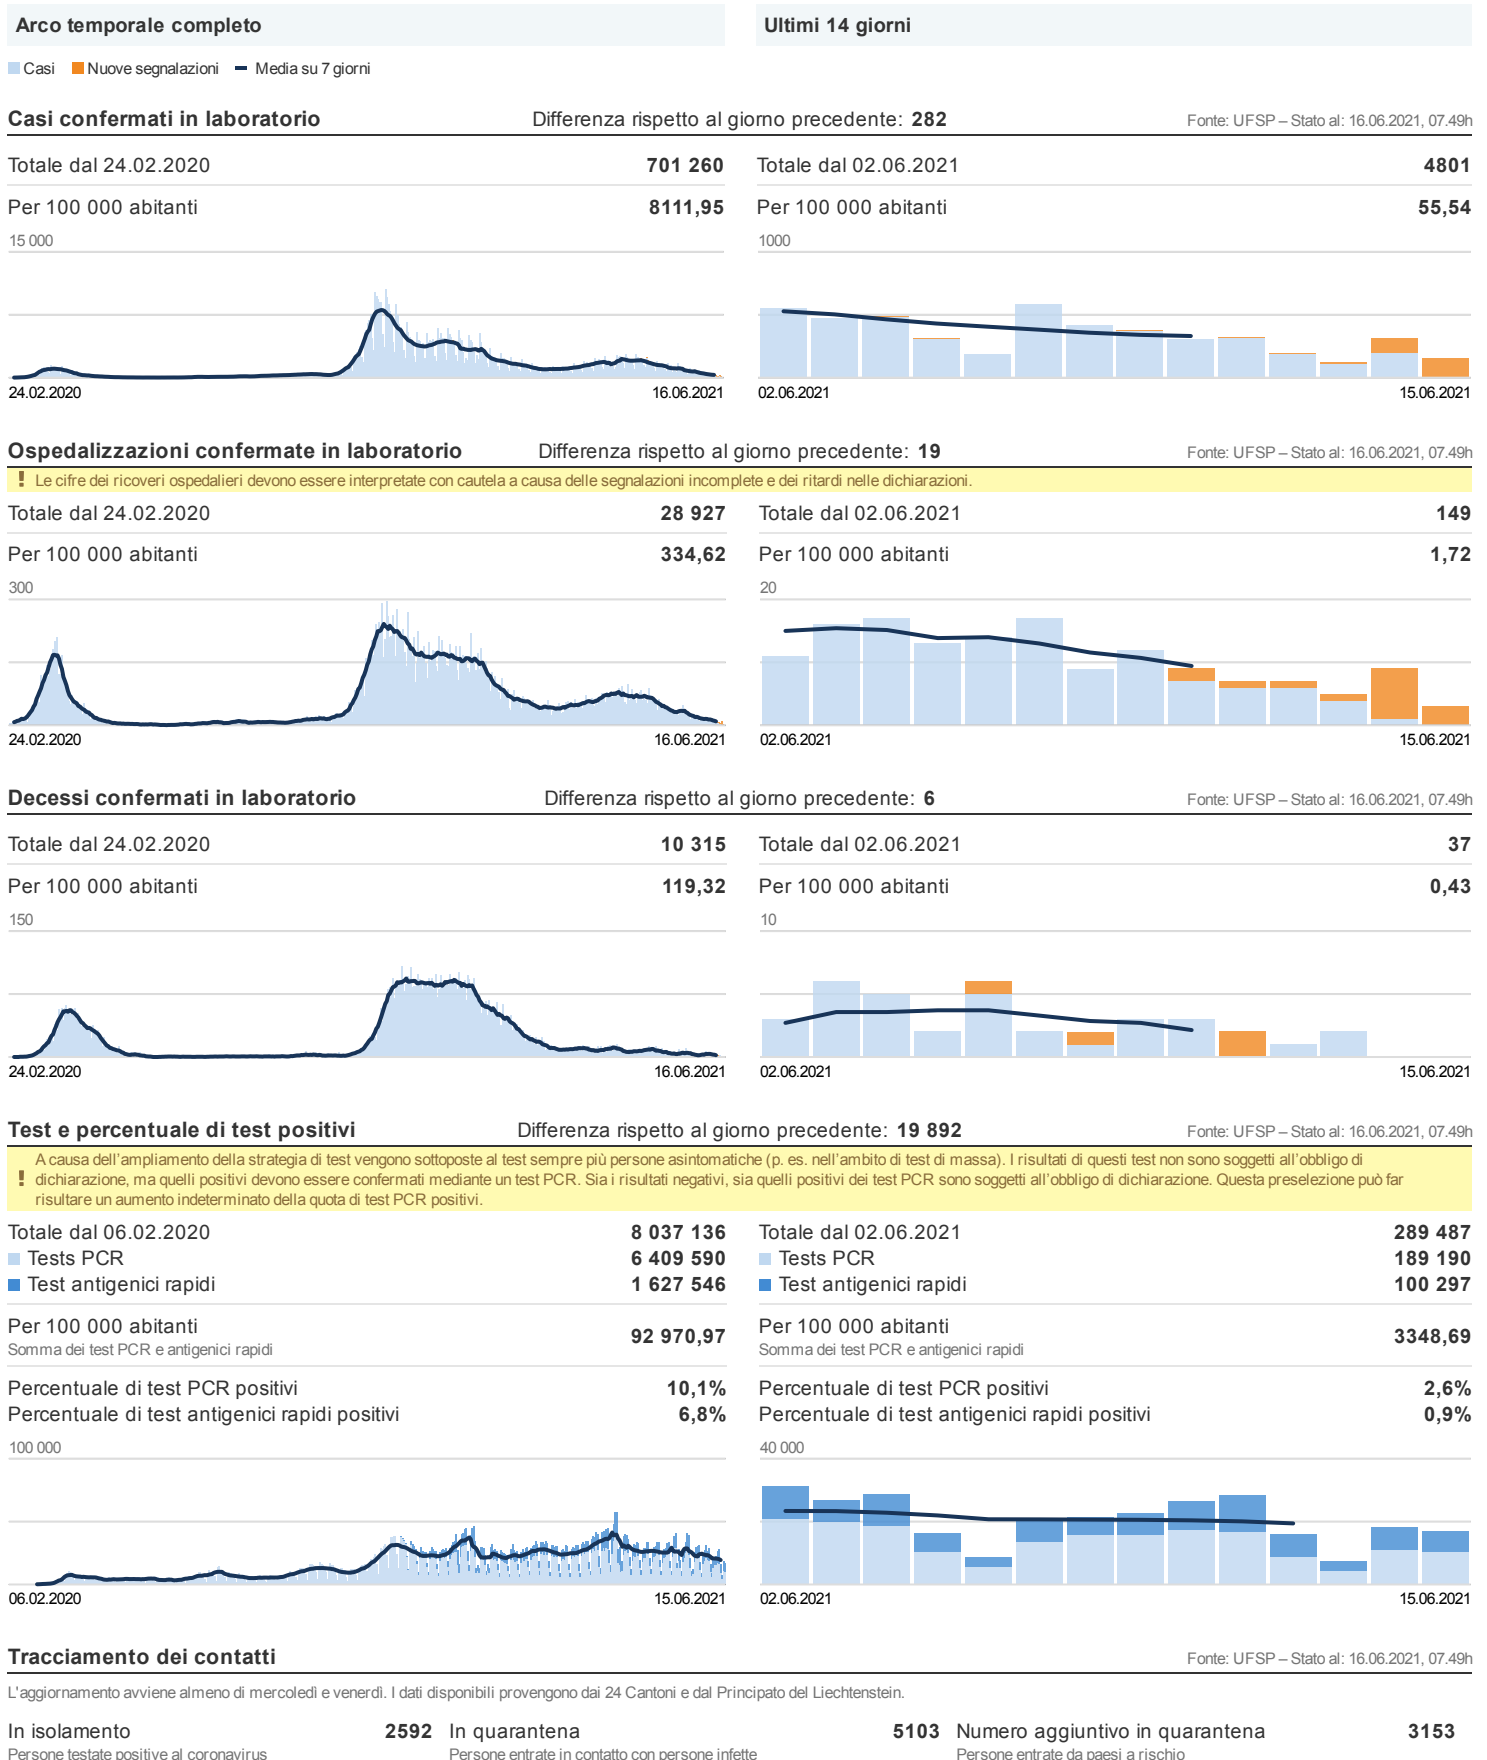 Arco temporale completo
Ultimi 14 giorni
Casi Nuove segnalazioni Media su 7 giorni
Casi confermati in laboratorio Differenza rispetto al giorno precedente: 282 Fonte: UFSP – Stato al: 16.06.2021, 07.49h
Totale dal 24.02.2020 701 260
Per 100 000 abitanti 8111,95
15 000
24.02.2020 16.06.2021
Totale dal 02.06.2021 4801
Per 100 000 abitanti 55,54
1000
02.06.2021 15.06.2021
Ospedalizzazioni confermate in laboratorio Differenza rispetto al giorno precedente: 19 Fonte: UFSP – Stato al: 16.06.2021, 07.49h
! Le cifre dei ricoveri ospedalieri devono essere interpretate con cautela a causa delle segnalazioni incomplete e dei ritardi nelle dichiarazioni.
Totale dal 24.02.2020 28 927
Per 100 000 abitanti 334,62
300
24.02.2020 16.06.2021
Totale dal 02.06.2021 149
Per 100 000 abitanti 1,72
20
02.06.2021 15.06.2021
Decessi confermati in laboratorio Differenza rispetto al giorno precedente: 6 Fonte: UFSP – Stato al: 16.06.2021, 07.49h
Totale dal 24.02.2020 10 315
Per 100 000 abitanti 119,32
150
24.02.2020 16.06.2021
Totale dal 02.06.2021 37
Per 100 000 abitanti 0,43
10
02.06.2021 15.06.2021
Test e percentuale di test positivi Differenza rispetto al giorno precedente: 19 892 Fonte: UFSP – Stato al: 16.06.2021, 07.49h
A causa dell'ampliamento della strategia di test vengono sottoposte al test sempre più persone asintomatiche (p. es. nell'ambito di test di massa). I risultati di questi test non sono soggetti all'obbligo di
! dichiarazione, ma quelli positivi devono essere confermati mediante un test PCR. Sia i risultati negativi, sia quelli positivi dei test PCR sono soggetti all'obbligo di dichiarazione. Questa preselezione può far
risultare un aumento indeterminato della quota di test PCR positivi.
Totale dal 06.02.2020 8 037 136
Tests PCR 6 409 590
Test antigenici rapidi 1 627 546
Per 100 000 abitanti 92 970,97
Somma dei test PCR e antigenici rapidi
Percentuale di test PCR positivi 10,1%
Percentuale di test antigenici rapidi positivi 6,8%
100 000
06.02.2020 15.06.2021
Totale dal 02.06.2021 289 487
Tests PCR 189 190
Test antigenici rapidi 100 297
Per 100 000 abitanti 3348,69
Somma dei test PCR e antigenici rapidi
Percentuale di test PCR positivi 2,6%
Percentuale di test antigenici rapidi positivi 0,9%
40 000
02.06.2021 15.06.2021
Tracciamento dei contatti Fonte: UFSP – Stato al: 16.06.2021, 07.49h
L'aggiornamento avviene almeno di mercoledì e venerdì. I dati disponibili provengono dai 24 Cantoni e dal Principato del Liechtenstein.
In isolamento 2592
Persone testate positive al coronavirus
In quarantena 5103
Persone entrate in contatto con persone infette
Numero aggiuntivo in quarantena 3153
Persone entrate da paesi a rischio